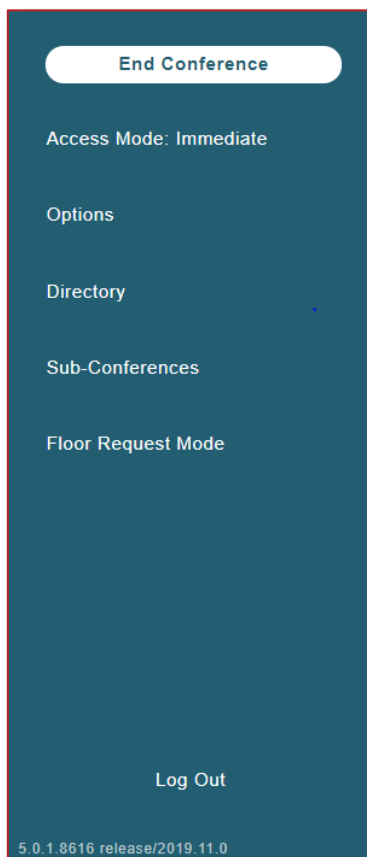 End Conference
Access Mode: Immediate
Options
Directory
Sub-Conferences
Floor Request Mode
Log Out
5.0.1.8616 release/2019.11.0